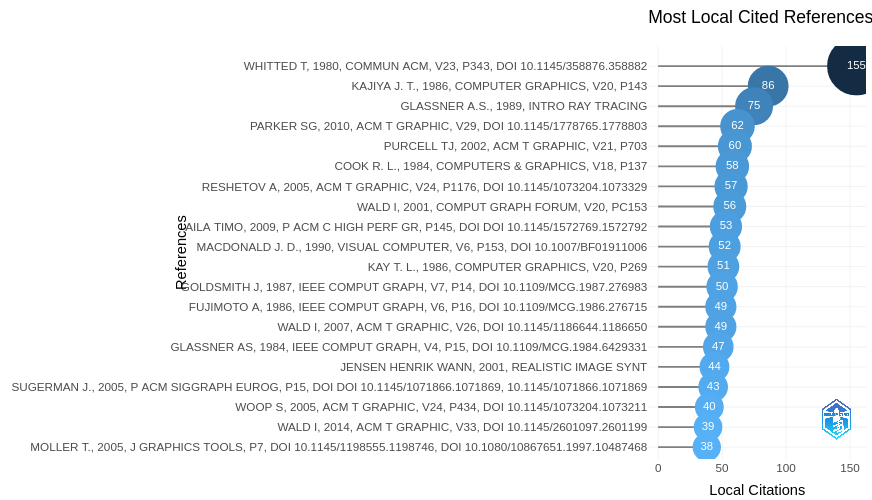 Most Local Cited References
WHITTED T, 1980, COMMUN ACM, V23, P343, DOI 10.1145/358876.358882 155
KAJIYA J. T., 1986, COMPUTER GRAPHICS, V20, P143 86
GLASSNER A.S., 1989, INTRO RAY TRACING 75
PARKER SG, 2010, ACM T GRAPHIC, V29, DOI 10.1145/1778765.1778803 62
PURCELL TJ, 2002, ACM T GRAPHIC, V21, P703 60
COOK R. L., 1984, COMPUTERS & GRAPHICS, V18, P137 58
RESHETOV A, 2005, ACM T GRAPHIC, V24, P1176, DOI 10.1145/1073204.1073329 57
WALD I, 2001, COMPUT GRAPH FORUM, V20, PC153 56
AILA TIMO, 2009, P ACM C HIGH PERF GR, P145, DOI DOI 10.1145/1572769.1572792 53
MACDONALD J. D., 1990, VISUAL COMPUTER, V6, P153, DOI 10.1007/BF01911006 52
KAY T. L., 1986, COMPUTER GRAPHICS, V20, P269 51
GOLDSMITH J, 1987, IEEE COMPUT GRAPH, V7, P14, DOI 10.1109/MCG.1987.276983 50
FUJIMOTO A, 1986, IEEE COMPUT GRAPH, V6, P16, DOI 10.1109/MCG.1986.276715 49
WALD I, 2007, ACM T GRAPHIC, V26, DOI 10.1145/1186644.1186650 49
GLASSNER AS, 1984, IEEE COMPUT GRAPH, V4, P15, DOI 10.1109/MCG.1984.6429331 47
JENSEN HENRIK WANN, 2001, REALISTIC IMAGE SYNT 44
SUGERMAN J., 2005, P ACM SIGGRAPH EUROG, P15, DOI DOI 10.1145/1071866.1071869, 10.1145/1071866.1071869 43
WOOP S, 2005, ACM T GRAPHIC, V24, P434, DOI 10.1145/1073204.1073211 40
WALD I, 2014, ACM T GRAPHIC, V33, DOI 10.1145/2601097.2601199 39
MOLLER T., 2005, J GRAPHICS TOOLS, P7, DOI 10.1145/1198555.1198746, DOI 10.1080/10867651.1997.10487468 38
References
0 50 100 150
Local Citations